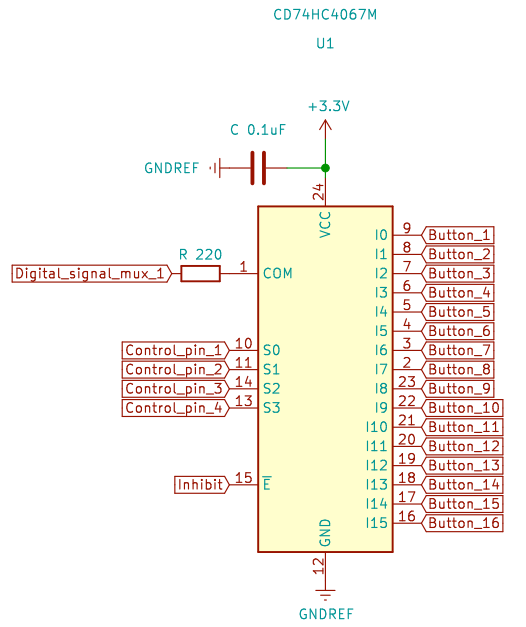 CD74HC4067M
U1
+3.3V
C 0.1uF
GNDREF
24
VCC
R 220
Digital_signal_mux_1
1
COM
Control_pin_1
10
S0
Control_pin_2
11
S1
Control_pin_3
14
S2
Control_pin_4
13
S3
Inhibit
15
E
I0
9
Button_1
I1
8
Button_2
I2
7
Button_3
I3
6
Button_4
I4
5
Button_5
I5
4
Button_6
I6
3
Button_7
I7
2
Button_8
I8
23
Button_9
I9
22
Button_10
I10
21
Button_11
I11
20
Button_12
I12
19
Button_13
I13
18
Button_14
I14
17
Button_15
I15
16
Button_16
GND
12
GNDREF